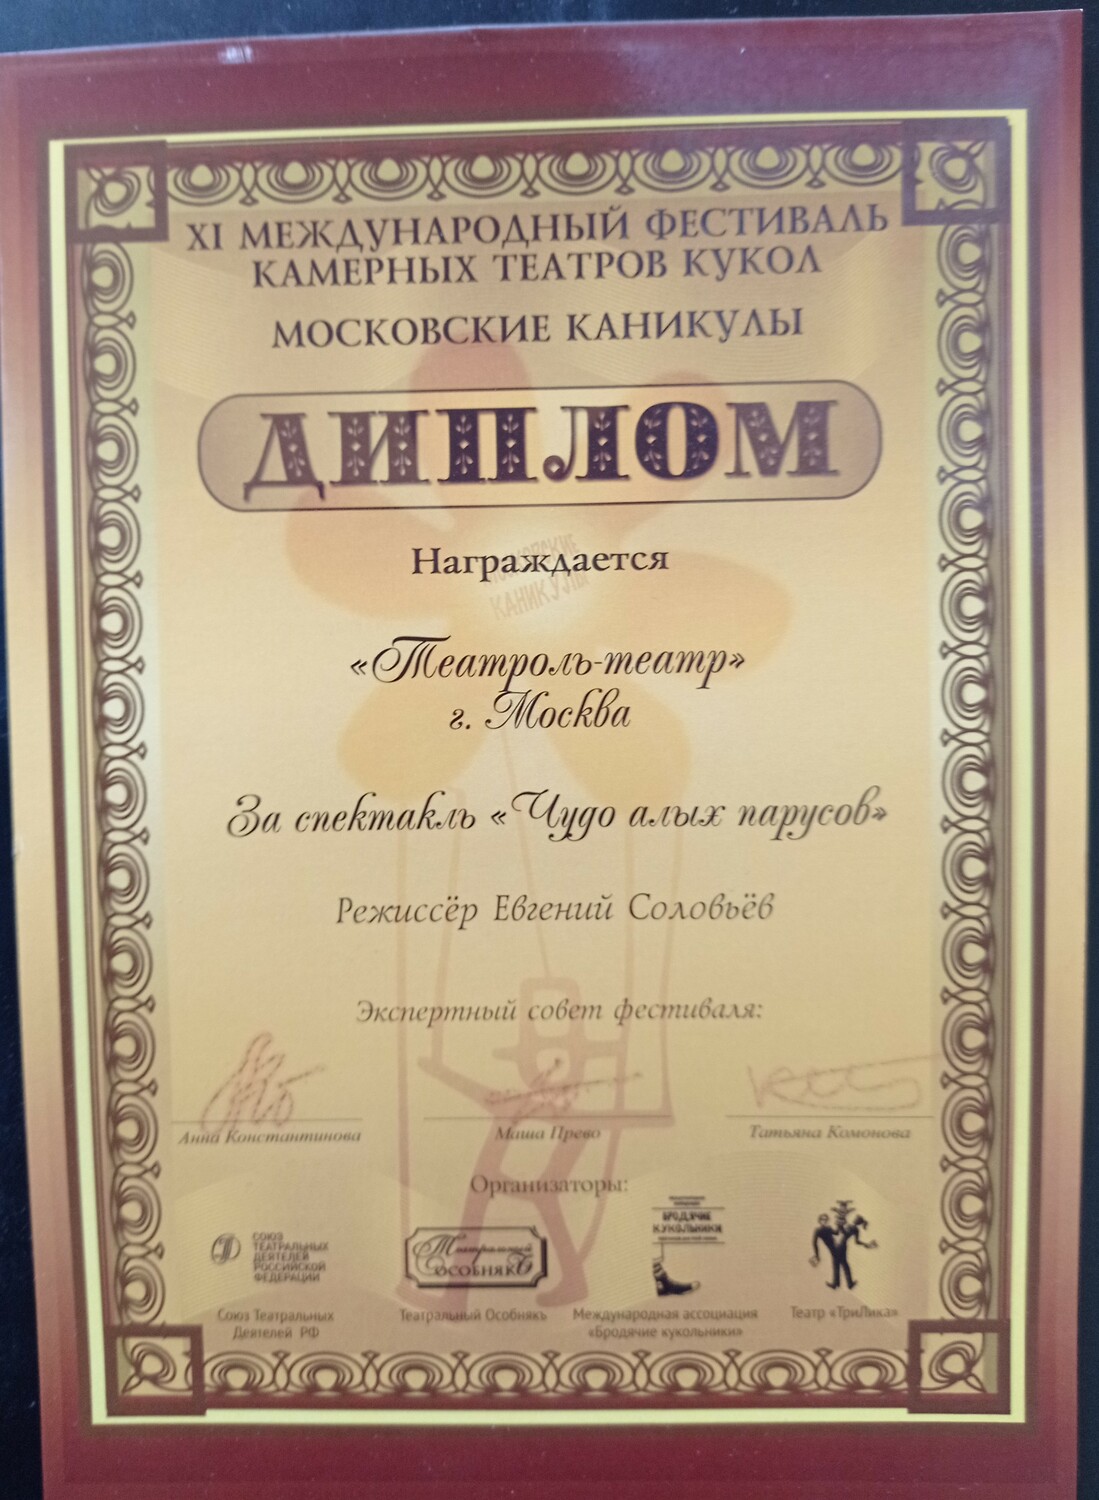 XI МЕЖДУНАРОДНЫЙ ФЕСТИВАЛЬ
КАМЕРНЫХ ТЕАТРОВ КУКОЛ
МОСКОВСКИЕ КАНИКУЛЫ
ДИПЛОМ
Награждается
МОСКОВСКИЕ
КАНИКУЛЫ
«Театроль-театр»
г. Москва
За спектакль «Чудо алых парусов»
Режиссёр Евгений Соловьёв
Экспертный совет фестиваля:
Анна Константинова
Маша Прево
Татьяна Комонова
Организаторы:
СОЮЗ
ТЕАТРАЛЬНЫХ
ДЕЯТЕЛЕЙ
РОССИЙСКОЙ
ФЕДЕРАЦИИ
Театральный
ОСОБНЯКЪ
БРОДЯЧИЕ
КУКОЛЬНИКИ
Союз Театральных
Деятелей РФ
Театральный Особнякъ
Международная ассоциация
«Бродячие кукольники»
Театр «ТриЛика»